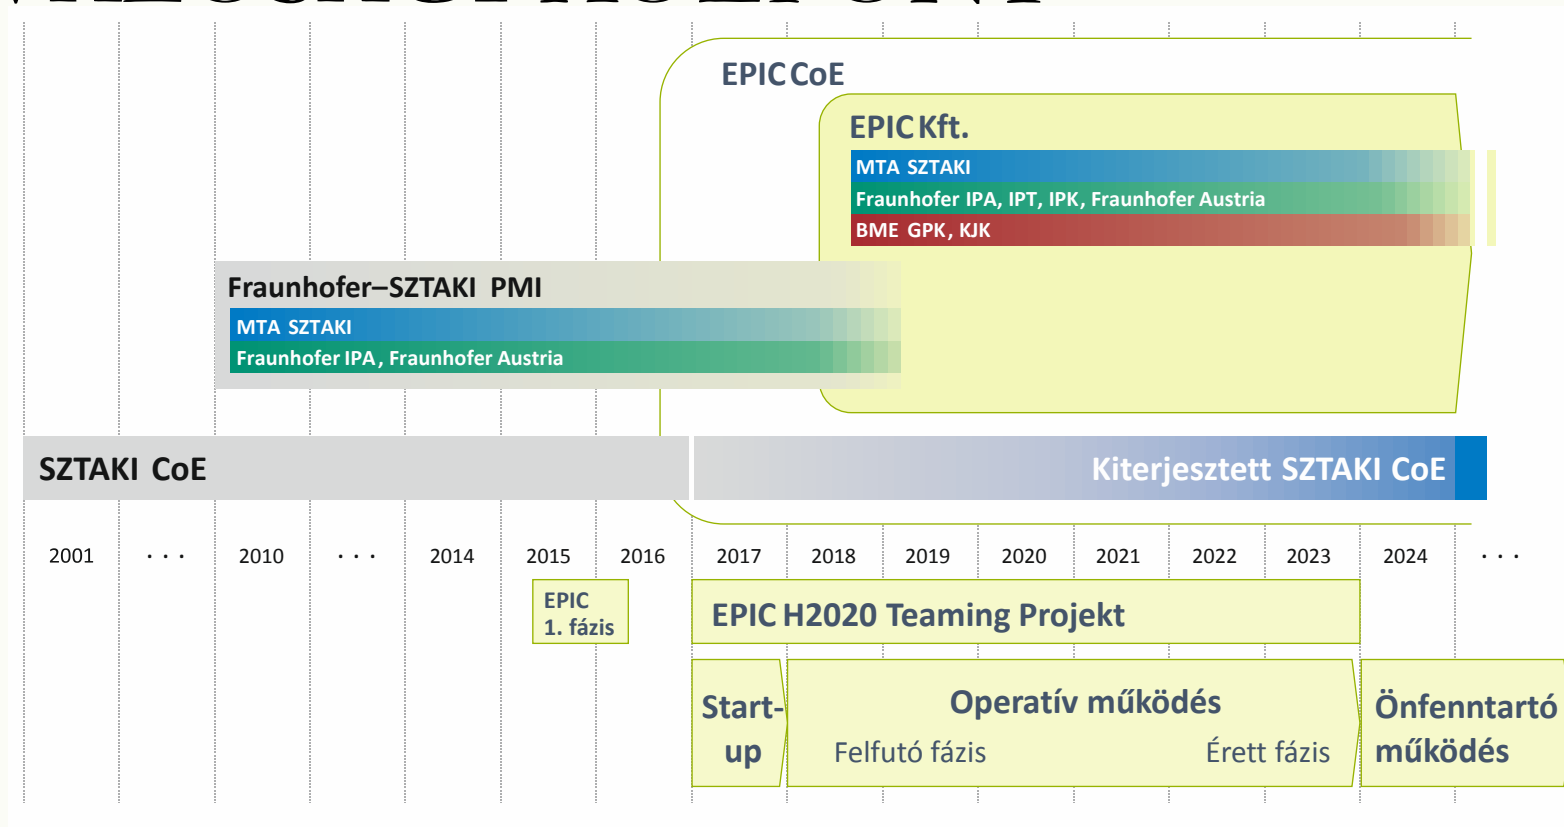 EPIC CoE
EPIC Kft.
MTA SZTAKI
Fraunhofer IPA, IPT, IPK, Fraunhofer Austria
BME GPK, KJK
Fraunhofer–SZTAKI PMI
MTA SZTAKI
Fraunhofer IPA, Fraunhofer Austria
SZTAKI CoE
Kiterjesztett SZTAKI CoE
2001 ... 2010 ... 2014 2015 2016 2017 2018 2019 2020 2021 2022 2023 2024 ...
EPIC
1. fázis
EPIC H2020 Teaming Projekt
Start-
up
Operatív működés
Felfutó fázis Érett fázis
Önfenntartó
működés